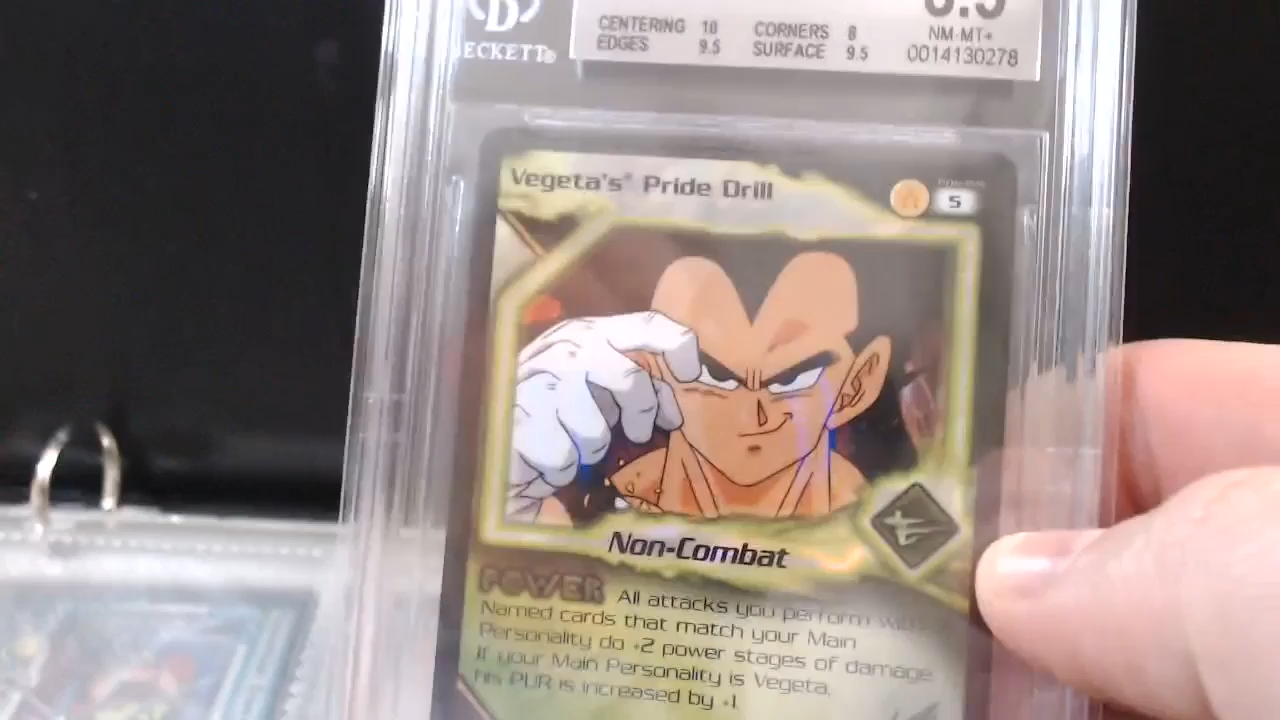 CENTERING 10 CORNERS 8
EDGES 9.5 SURFACE 9.5
NM-MT+
0014130278
BECKETT®
Vegeta's® Pride Drill
5
Non-Combat
POWER All attacks you perform with
Named cards that match your Main
Personality do +2 power stages of damage.
If your Main Personality is Vegeta,
his PUR is increased by +1.